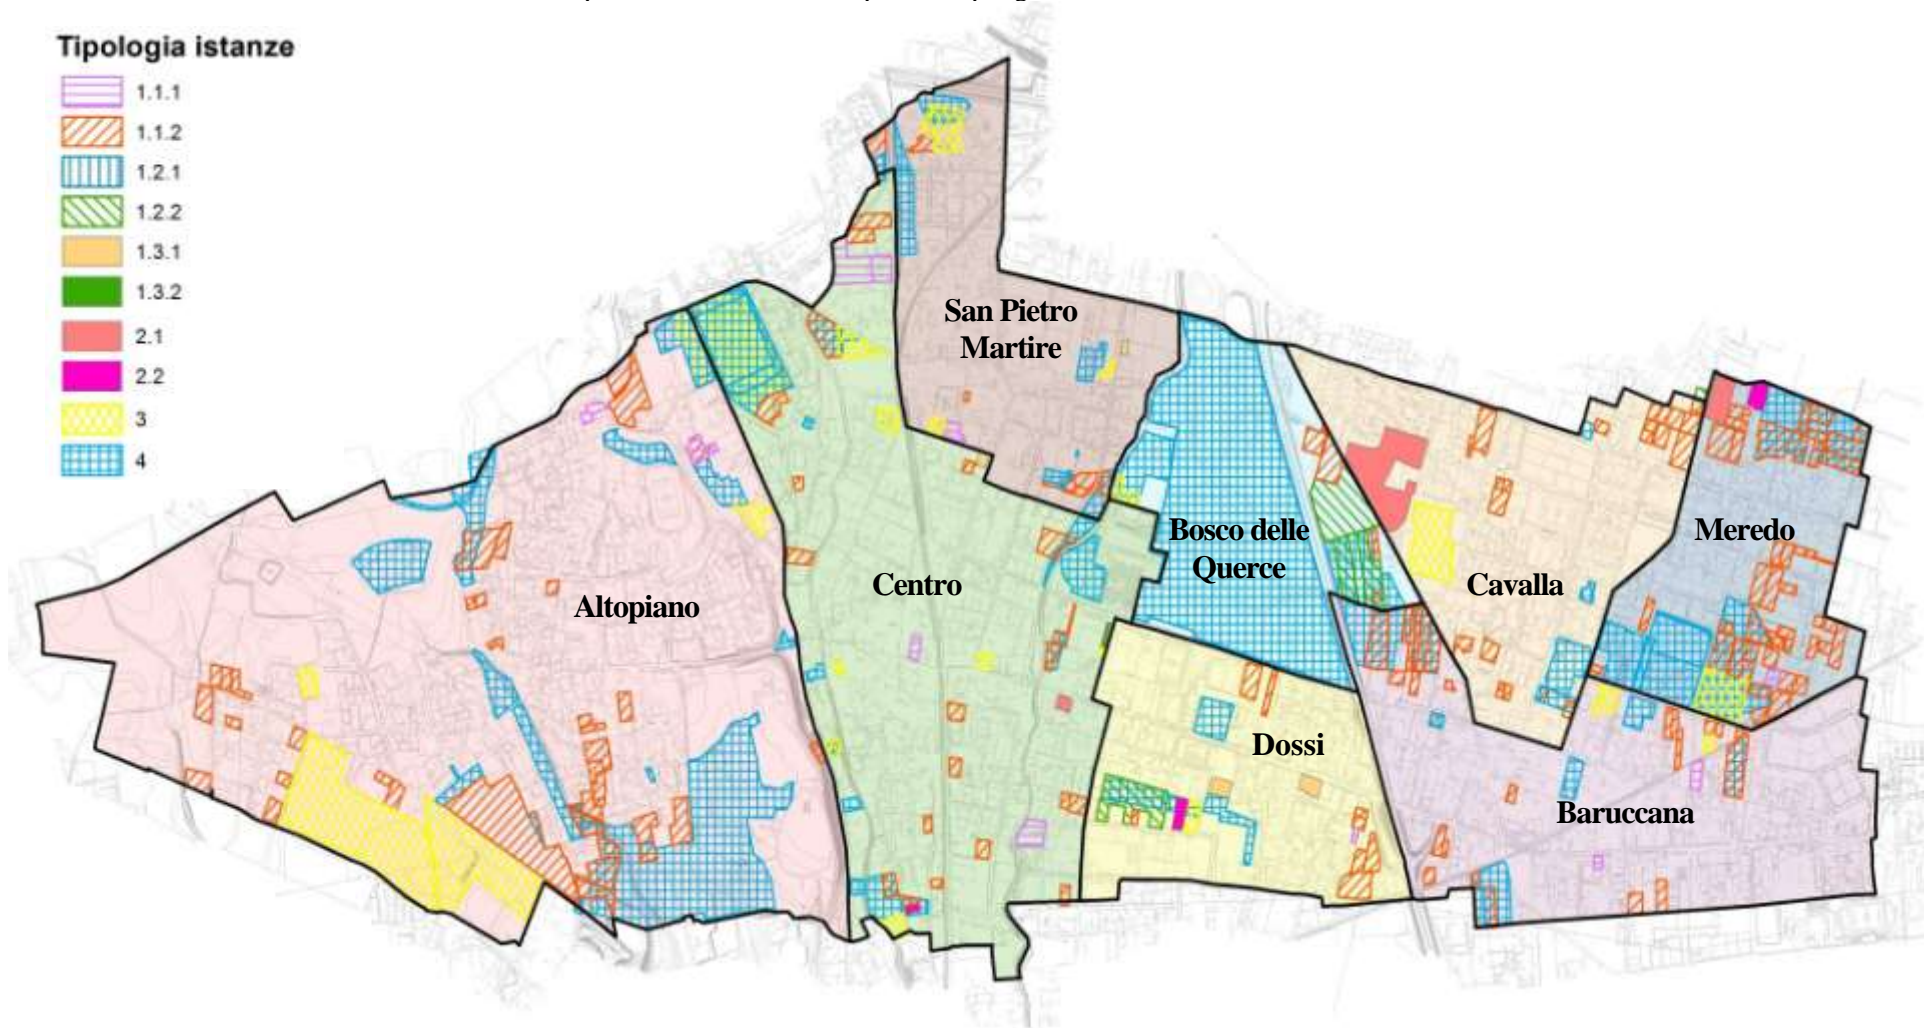 Tipologia istanze
1.1.1
1.1.2
1.2.1
1.2.2
1.3.1
1.3.2
2.1
2.2
3
4
San Pietro
Martire
Bosco delle
Querce
Meredo
Centro
Cavalla
Altopiano
Dossi
Baruccana